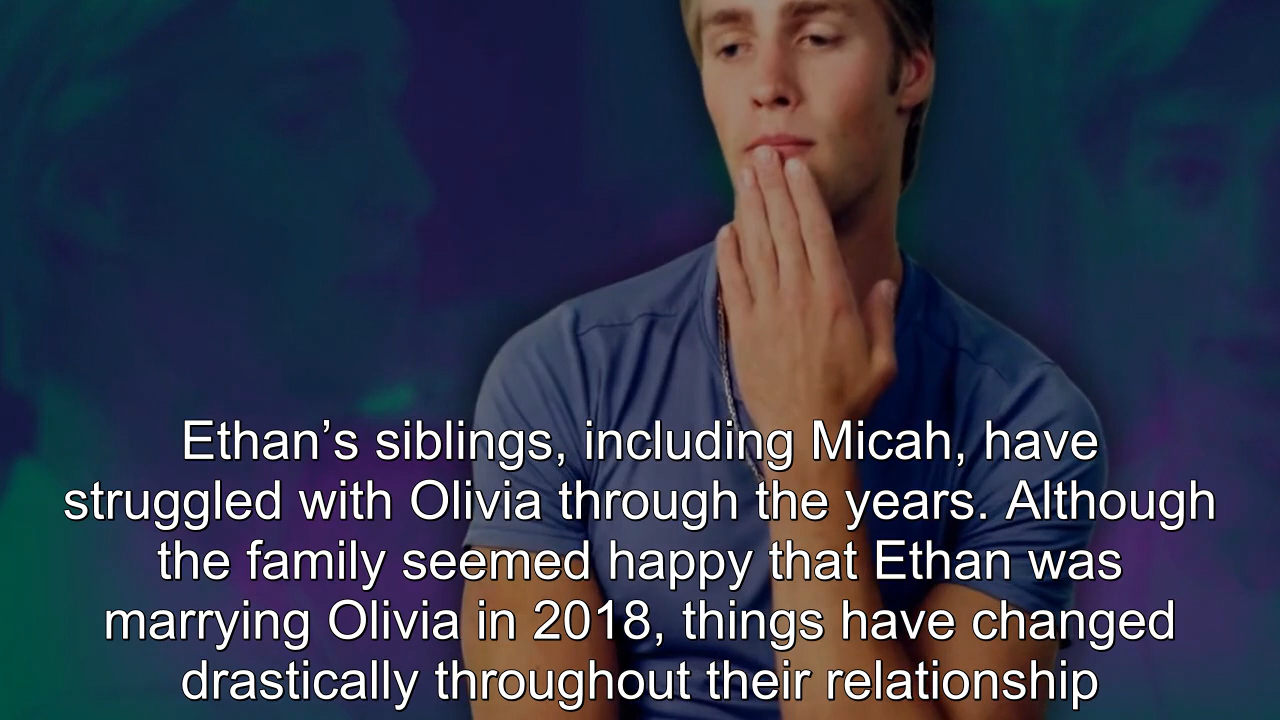 Ethan’s siblings, including Micah, have
struggled with Olivia through the years. Although
the family seemed happy that Ethan was
marrying Olivia in 2018, things have changed
drastically throughout their relationship